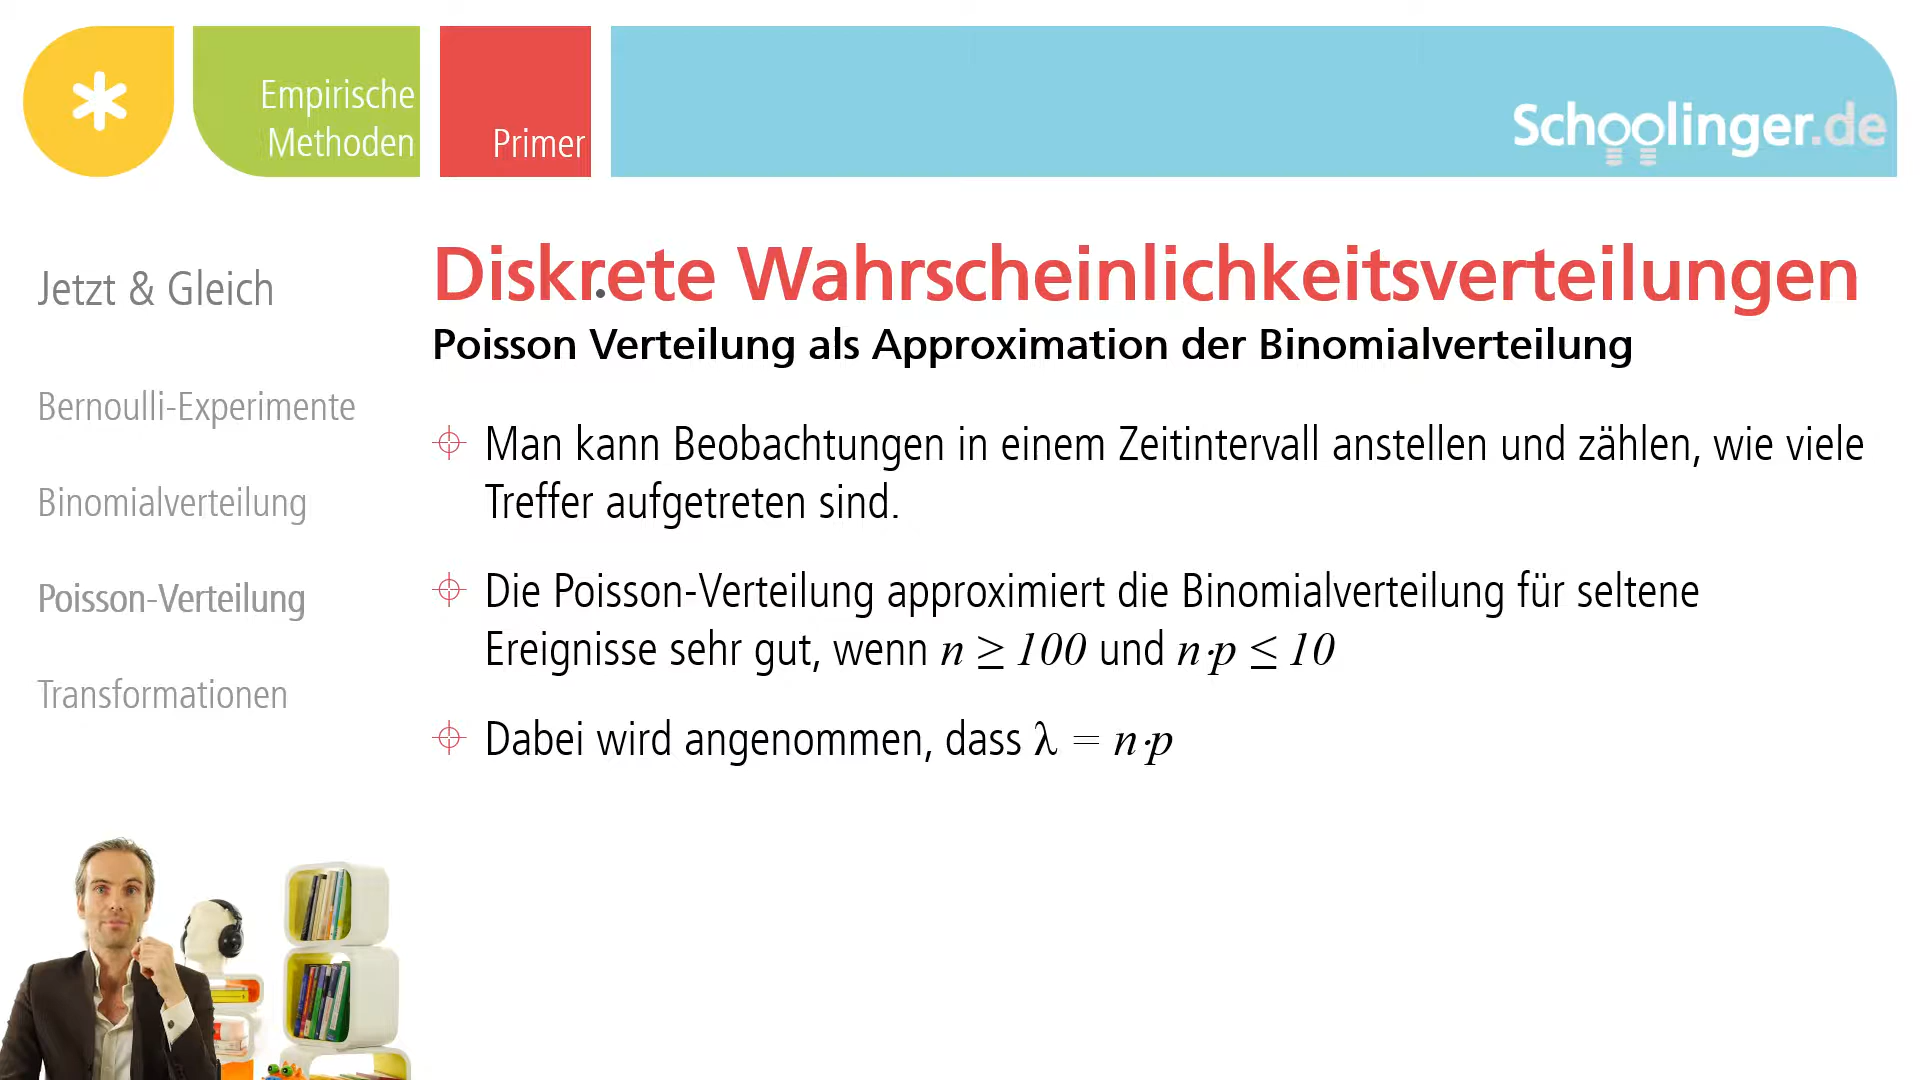 Empirische
Methoden
Primer
Schoolinger.de
Jetzt & Gleich
Bernoulli-Experimente
Binomialverteilung
Poisson-Verteilung
Transformationen
Diskrete Wahrscheinlichkeitsverteilungen
Poisson Verteilung als Approximation der Binomialverteilung
Man kann Beobachtungen in einem Zeitintervall anstellen und zählen, wie viele
Treffer aufgetreten sind.
Die Poisson-Verteilung approximiert die Binomialverteilung für seltene
Ereignisse sehr gut, wenn n ≥ 100 und n·p ≤ 10
Dabei wird angenommen, dass λ = n·p